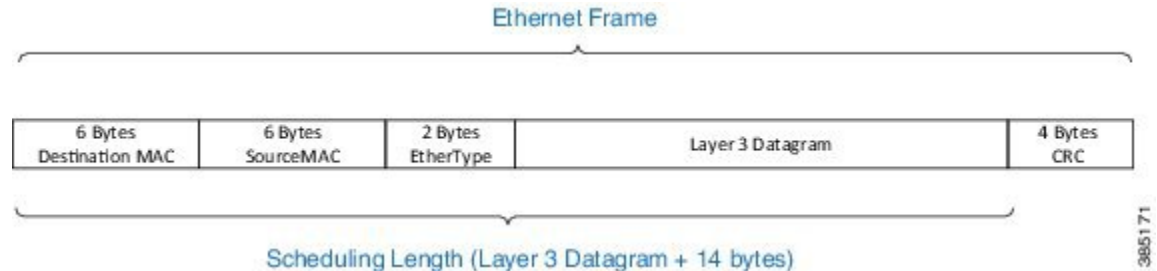 Ethernet Frame
6 Bytes
Destination MAC
6 Bytes
SourceMAC
2 Bytes
EtherType
Layer 3 Datagram
4 Bytes
CRC
Scheduling Length (Layer 3 Datagram + 14 bytes)
385171